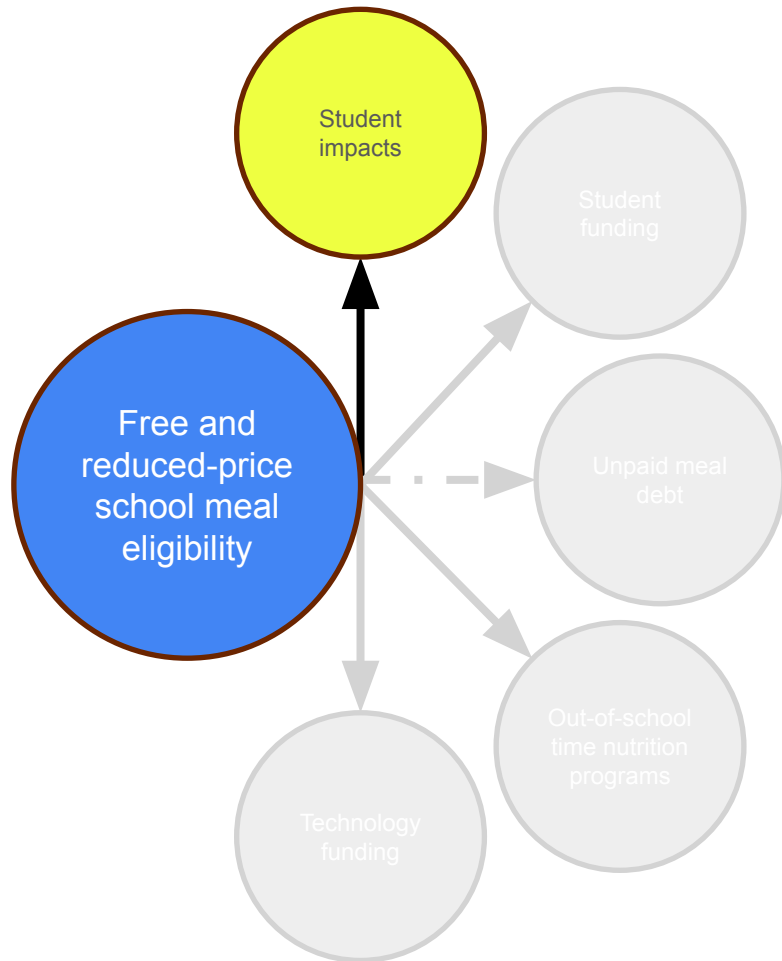 Student
impacts
Student
funding
Free and
reduced-price
school meal
eligibility
Unpaid meal
debt
Out-of-school
time nutrition
programs
Technology
funding